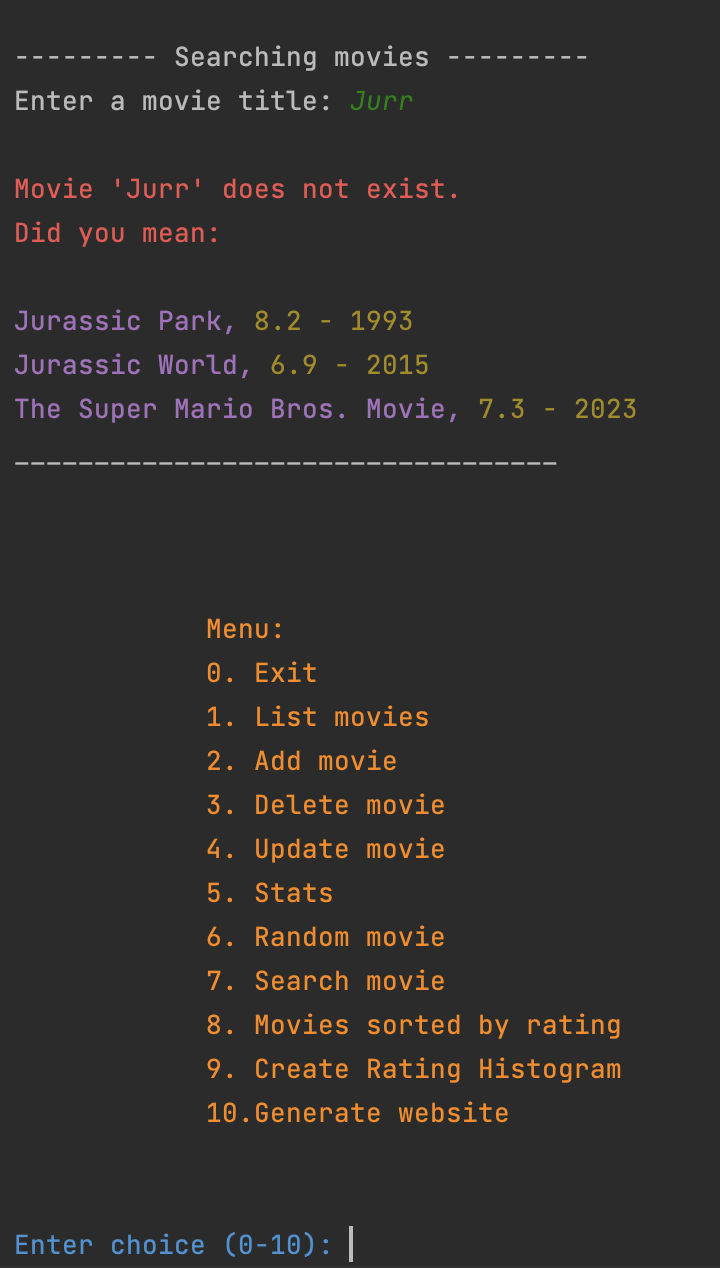 --------- Searching movies ---------
Enter a movie title: Jurr
Movie 'Jurr' does not exist.
Did you mean:
Jurassic Park, 8.2 - 1993
Jurassic World, 6.9 - 2015
The Super Mario Bros. Movie, 7.3 - 2023
__________________________________
Menu:
0. Exit
1. List movies
2. Add movie
3. Delete movie
4. Update movie
5. Stats
6. Random movie
7. Search movie
8. Movies sorted by rating
9. Create Rating Histogram
10.Generate website
Enter choice (0-10):